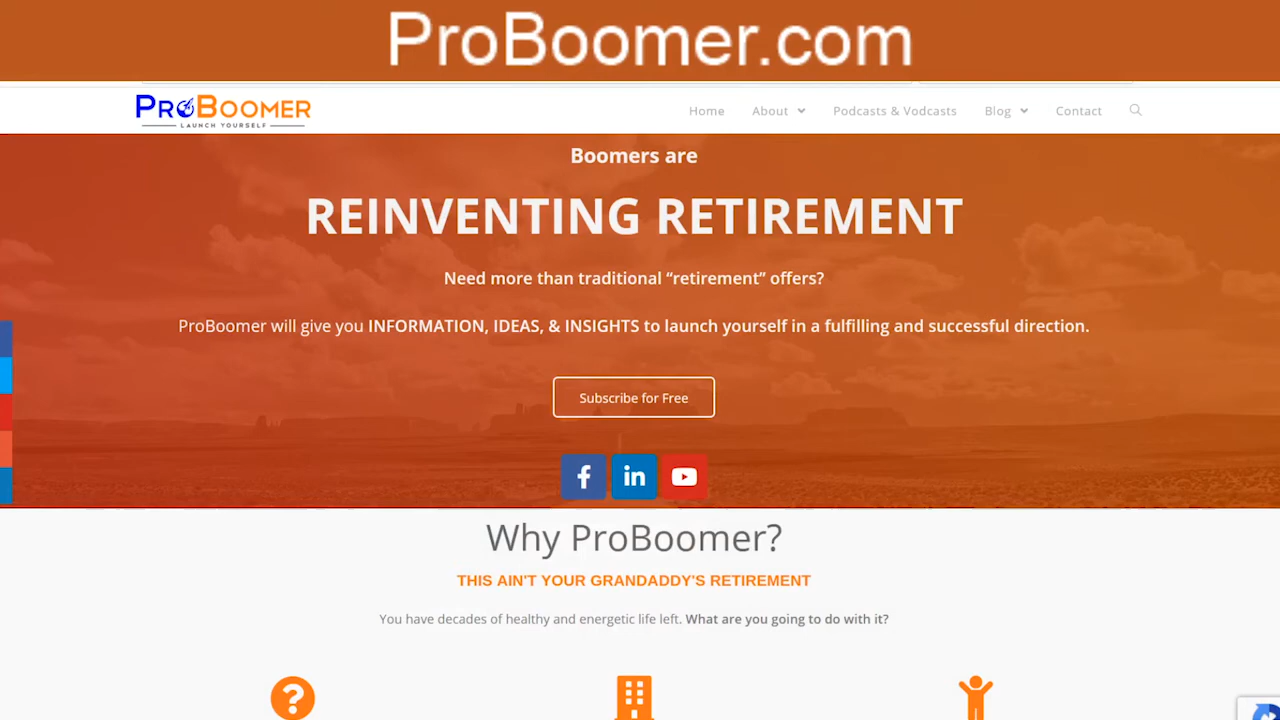 ProBoomer.com
PROBOOMER
LAUNCH YOURSELF
Home About Podcasts & Vodcasts Blog Contact
Boomers are
REINVENTING RETIREMENT
Need more than traditional “retirement” offers?
ProBoomer will give you INFORMATION, IDEAS, & INSIGHTS to launch yourself in a fulfilling and successful direction.
Subscribe for Free
Why ProBoomer?
THIS AIN'T YOUR GRANDADDY'S RETIREMENT
You have decades of healthy and energetic life left. What are you going to do with it?